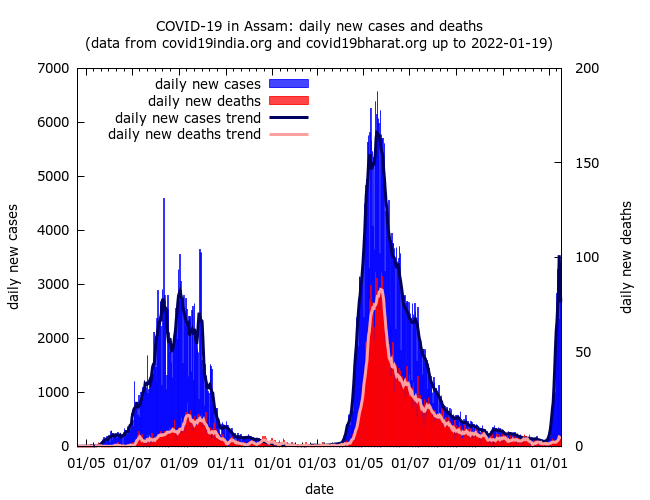 COVID-19 in Assam: daily new cases and deaths
(data from covid19india.org and covid19bharat.org up to 2022-01-19)
daily new cases
daily new deaths
daily new cases trend
daily new deaths trend
7000
6000
5000
4000
3000
2000
1000
0
daily new cases
200
150
100
50
0
daily new deaths
01/05 01/07 01/09 01/11 01/01 01/03 01/05 01/07 01/09 01/11 01/01
date